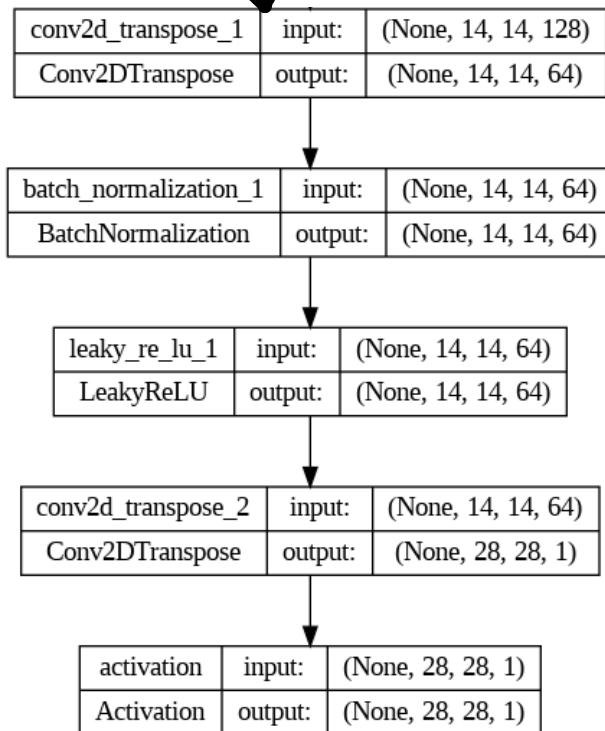 conv2d_transpose_1 input: (None, 14, 14, 128)
Conv2DTranspose output: (None, 14, 14, 64)
batch_normalization_1 input: (None, 14, 14, 64)
BatchNormalization output: (None, 14, 14, 64)
leaky_re_lu_1 input: (None, 14, 14, 64)
LeakyReLU output: (None, 14, 14, 64)
conv2d_transpose_2 input: (None, 14, 14, 64)
Conv2DTranspose output: (None, 28, 28, 1)
activation input: (None, 28, 28, 1)
Activation output: (None, 28, 28, 1)